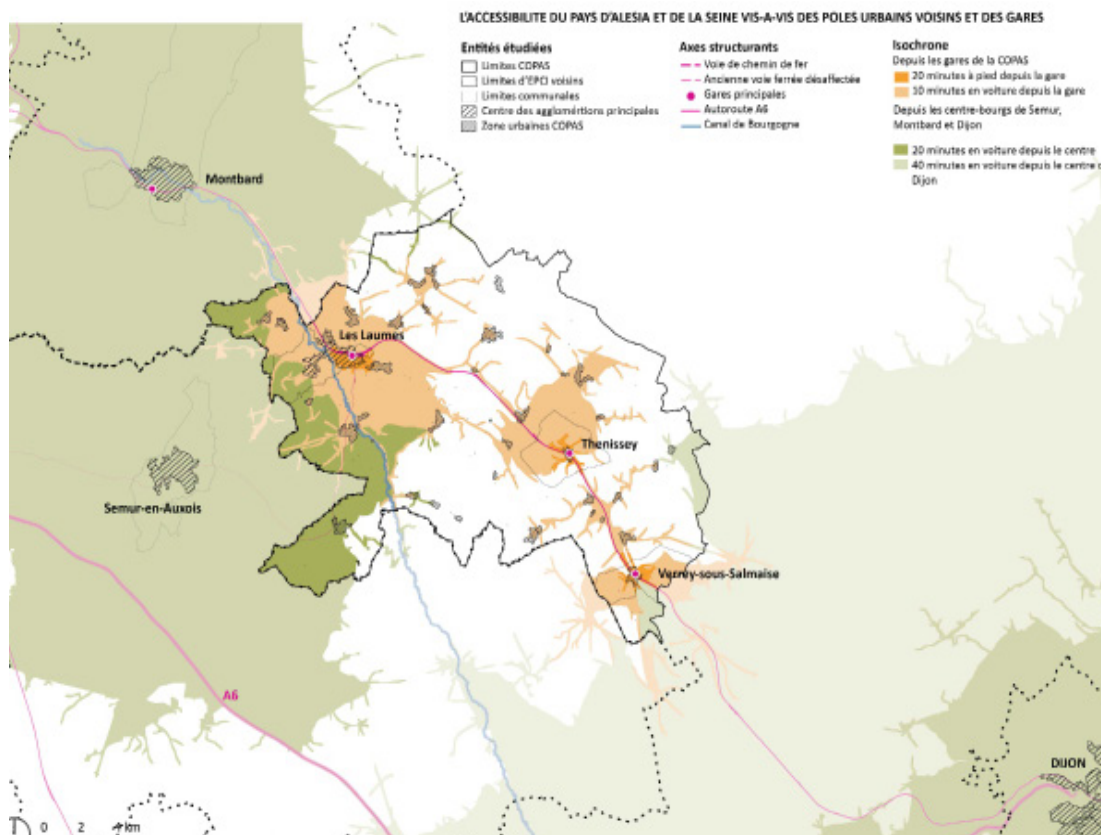 L'ACCESSIBILITE DU PAYS D'ALESIA ET DE LA SEINE VIS-A-VIS DES POLES URBAINS VOISINS ET DES GARES
Entités étudiées
Limites COPAS
Limites d'EPCI voisins
Limites communales
Centre des agglomértions principales
Zone urbaines COPAS
Axes structurants
Voie de chemin de fer
Ancienne voie ferrée désaffectée
Gares principales
Autoroute A6
Canal de Bourgogne
Isochrone
Depuis les gares de la COPAS
20 minutes à pied depuis la gare
10 minutes en voiture depuis la gare
Depuis les centre-bourgs de Semur,
Montbard et Dijon
20 minutes en voiture depuis le centre
40 minutes en voiture depuis le centre d
Dijon
Montbard
Les Laumes
Thenissey
Semur-en-Auxois
Verrey-sous-Salmaise
A6
DIJON
0 2 4 km